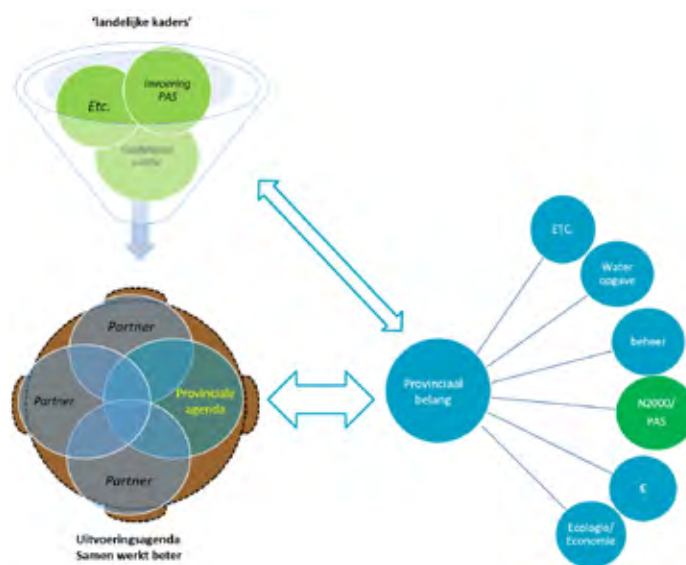 'landelijke kaders'
Etc.
Invoering
PAS
Partner
Partner
Provinciale
agenda
Partner
Uitvoeringsagenda
Samen werkt beter
Provinciaal
belang
ETC.
Water
opgave
beheer
N2000/
PAS
€
Ecologie/
Economie